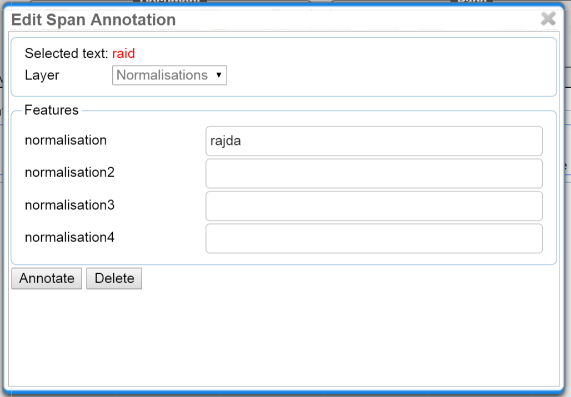 Edit Span Annotation
Selected text: raid
Layer Normalisations
Features
normalisation rajda
normalisation2
normalisation3
normalisation4
Annotate Delete